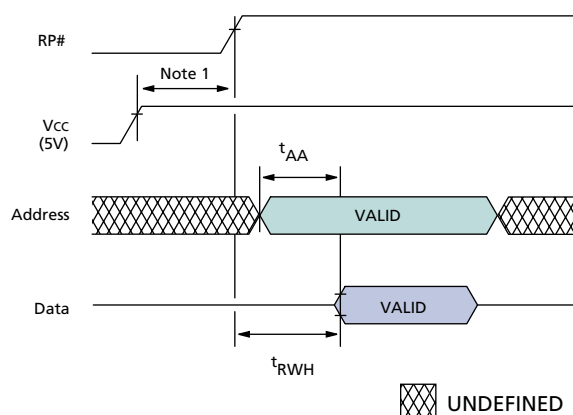 RP#
Note 1
Vcc
(5V)
tAA
Address
VALID
Data
VALID
tRWH
UNDEFINED